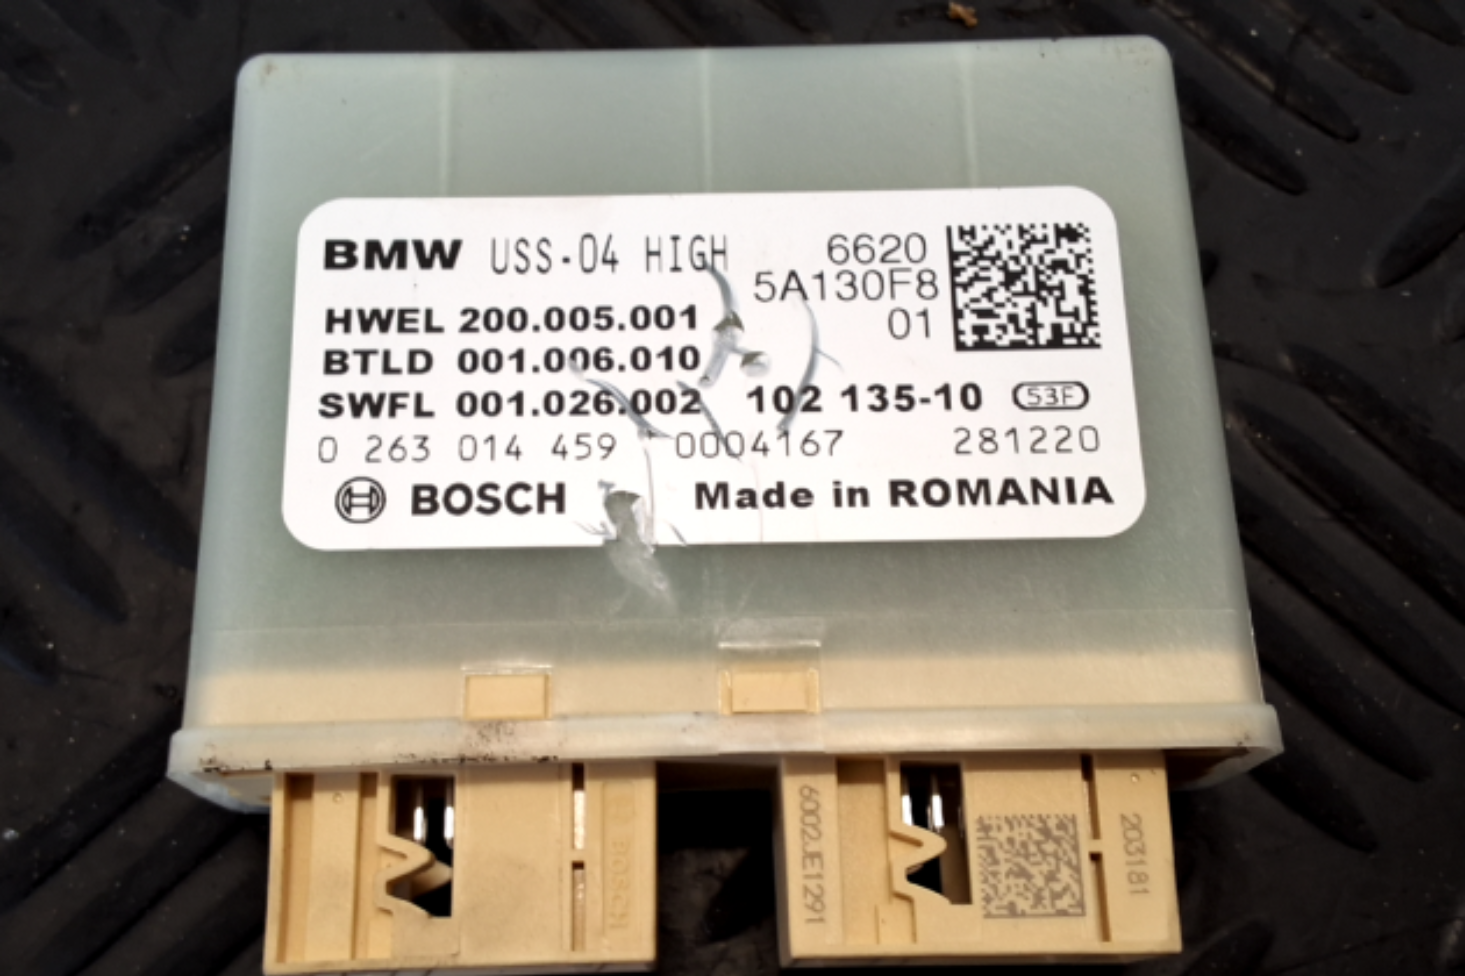 BMW USS-04 HIGH 6620
5A130F8
HWEL 200.005.001 01
BTLD 001.006.010
SWFL 001.026.002 102 135-10 53F
0 263 014 459 0004167 281220
BOSCH Made in ROMANIA
BOSCH
6002JE1291
203181